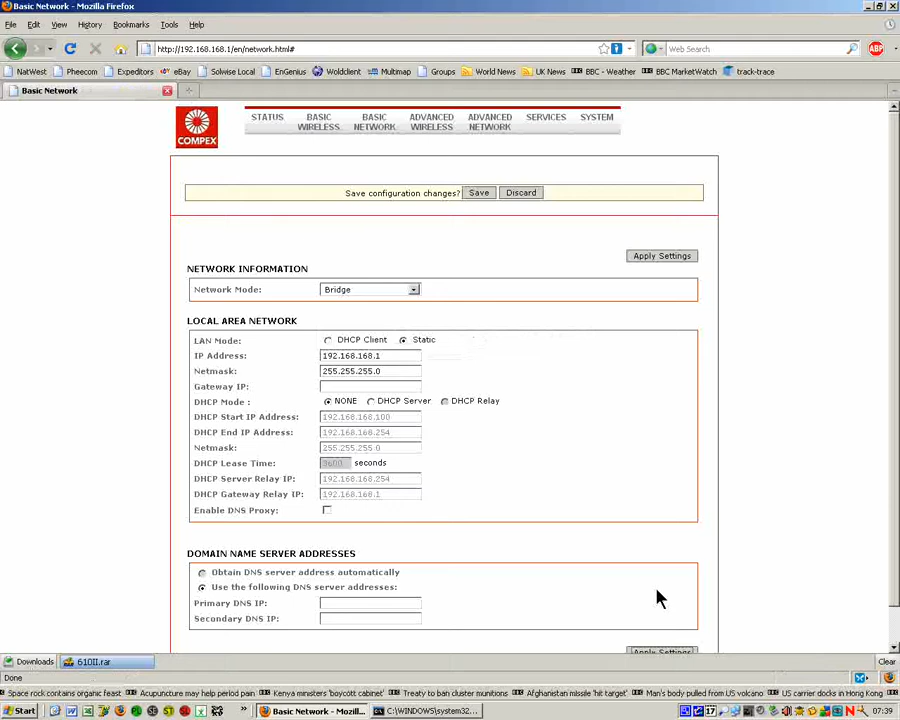 Basic Network - Mozilla Firefox
File Edit View History Bookmarks Tools Help
http://192.168.168.1/en/network.html#
Web Search
ABP
NatWest Pheecom Expeditors eBay Solwise Local EnGenius Woldclient Multimap Groups World News UK News BBC - Weather BBC MarketWatch track-trace
Basic Network
COMPEX
STATUS BASIC WIRELESS BASIC NETWORK ADVANCED WIRELESS ADVANCED NETWORK SERVICES SYSTEM
Save configuration changes? Save Discard
Apply Settings
NETWORK INFORMATION
Network Mode: Bridge
LOCAL AREA NETWORK
LAN Mode: DHCP Client Static
IP Address: 192.168.168.1
Netmask: 255.255.255.0
Gateway IP:
DHCP Mode : NONE DHCP Server DHCP Relay
DHCP Start IP Address: 192.168.168.100
DHCP End IP Address: 192.168.168.254
Netmask: 255.255.255.0
DHCP Lease Time: 3600 seconds
DHCP Server Relay IP: 192.168.168.254
DHCP Gateway Relay IP: 192.168.168.1
Enable DNS Proxy:
DOMAIN NAME SERVER ADDRESSES
Obtain DNS server address automatically
Use the following DNS server addresses:
Primary DNS IP:
Secondary DNS IP:
Apply Settings
Downloads 610II.rar Clear
Done
Space rock contains organic feast Acupuncture may help period pain Kenya ministers 'boycott cabinet' Treaty to ban cluster munitions Afghanistan missile 'hit target' Man's body pulled from US volcano US carrier docks in Hong Kong
Start Basic Network - Mozill... C:\WINDOWS\system32... 17 07:39